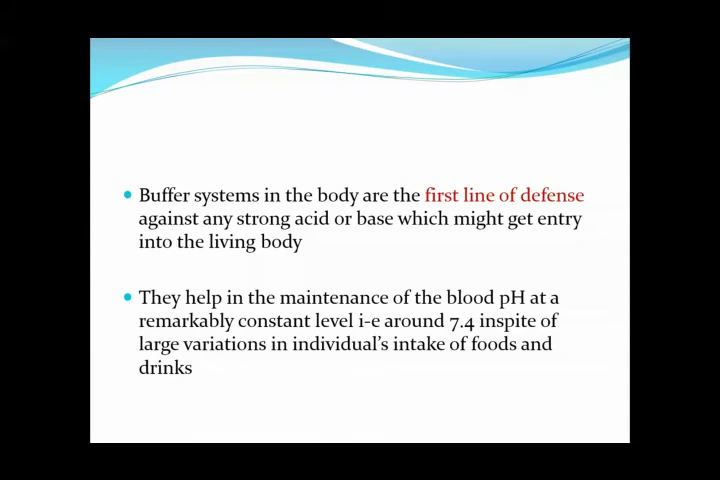 Buffer systems in the body are the first line of defense
against any strong acid or base which might get entry
into the living body
They help in the maintenance of the blood pH at a
remarkably constant level i-e around 7.4 inspite of
large variations in individual's intake of foods and
drinks